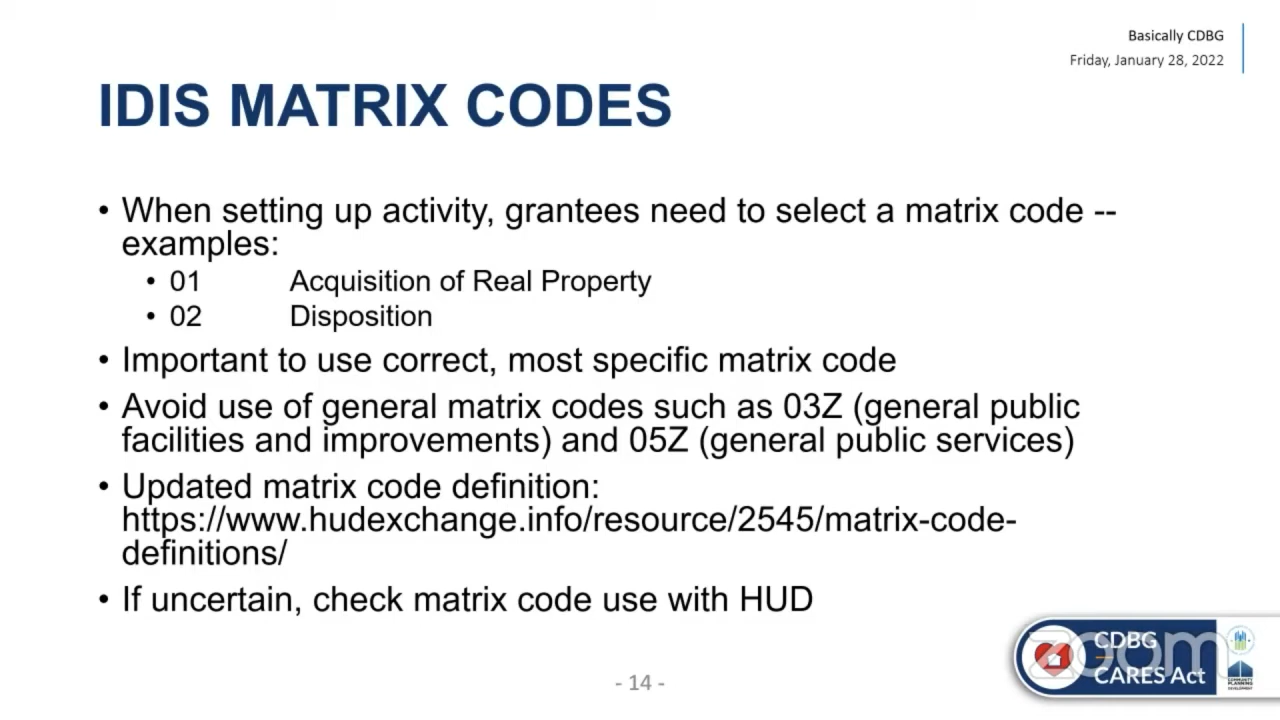 Basically CDBG
Friday, January 28, 2022
IDIS MATRIX CODES
• When setting up activity, grantees need to select a matrix code --
examples:
• 01 Acquisition of Real Property
• 02 Disposition
• Important to use correct, most specific matrix code
• Avoid use of general matrix codes such as 03Z (general public
facilities and improvements) and 05Z (general public services)
• Updated matrix code definition:
https://www.hudexchange.info/resource/2545/matrix-code-
definitions/
• If uncertain, check matrix code use with HUD
- 14 -
CDBG
zoom
CARES Act
COMMUNITY
PLANNING
DEVELOPMENT